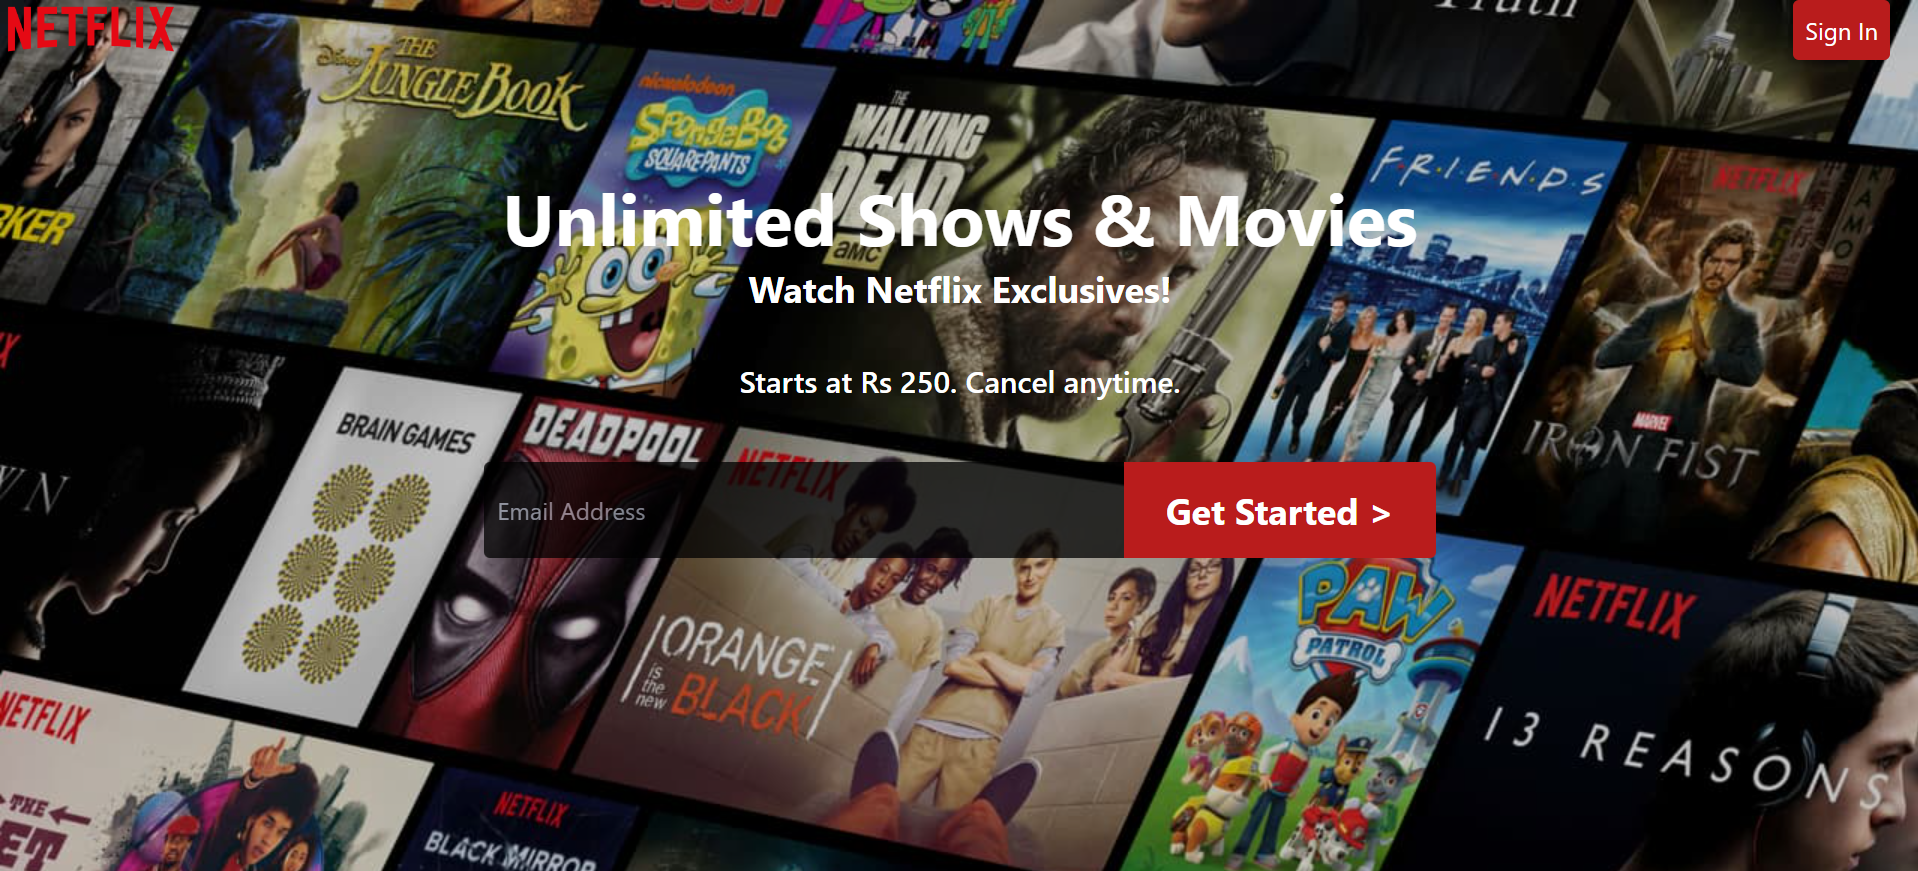 NETFLIX
Sign In
Disney
THE
JUNGLE BOOK
nickelodeon
SPONGEBOB
SQUAREPANTS
THE
WALKING
DEAD
amc
FRIENDS
NETFLIX
Unlimited Shows & Movies
Watch Netflix Exclusives!
Starts at Rs 250. Cancel anytime.
MARVEL
IRON FIST
BRAIN GAMES
DEADPOOL
NETFLIX
Email Address
Get Started >
ORANGE
is
the
new
BLACK
PAW
PATROL
NETFLIX
13 REASONS
NETFLIX
THE
NETFLIX
BLACK MIRROR